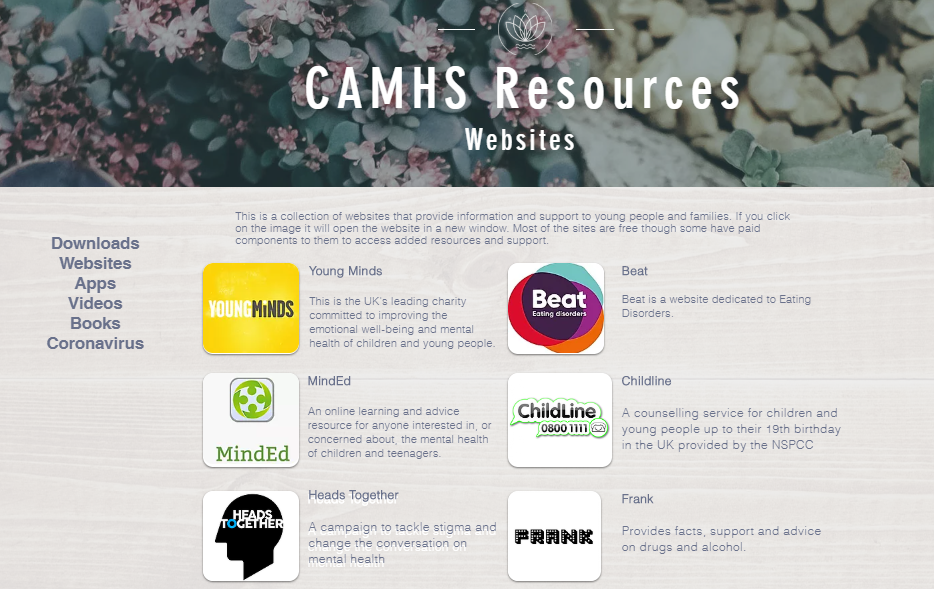 CAMHS Resources
Websites
This is a collection of websites that provide information and support to young people and families. If you click
on the image it will open the website in a new window. Most of the sites are free though some have paid
components to them to access added resources and support.
Downloads
Websites
Apps
Videos
Books
Coronavirus
YOUNGMINDS
Young Minds
This is the UK's leading charity
committed to improving the
emotional well-being and mental
health of children and young people.
Beat
Eating disorders
Beat
Beat is a website dedicated to Eating
Disorders.
MindEd
MindEd
An online learning and advice
resource for anyone interested in, or
concerned about, the mental health
of children and teenagers.
ChildLine
0800 1111
Childline
A counselling service for children and
young people up to their 19th birthday
in the UK provided by the NSPCC
HEADS
TOGETHER
Heads Together
A campaign to tackle stigma and
change the conversation on
mental health
FRANK
Frank
Provides facts, support and advice
on drugs and alcohol.